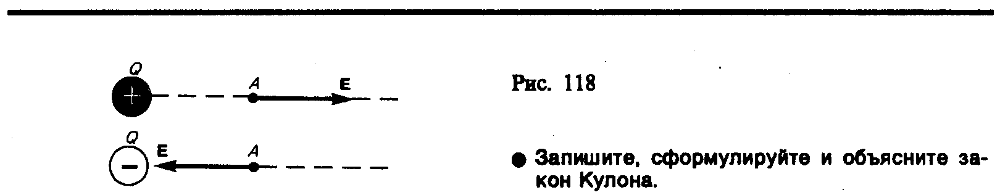 Q
A
E
+
Рис. 118
Q
E
A
−
● Запишите, сформулируйте и объясните за-
кон Кулона.